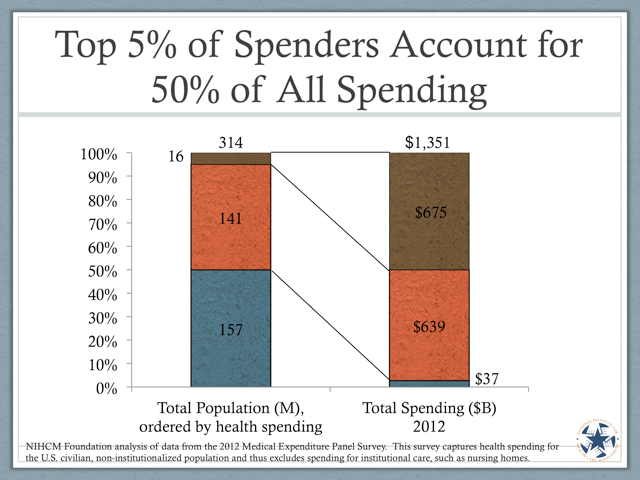 Top 5% of Spenders Account for
50% of All Spending
314
$1,351
16
100%
90%
80%
70%
60%
50%
40%
30%
20%
10%
0%
141
157
$675
$639
$37
Total Population (M),
ordered by health spending
Total Spending ($B)
2012
NIHCM Foundation analysis of data from the 2012 Medical Expenditure Panel Survey.  This survey captures health spending for
the U.S. civilian, non-institutionalized population and thus excludes spending for institutional care, such as nursing homes.